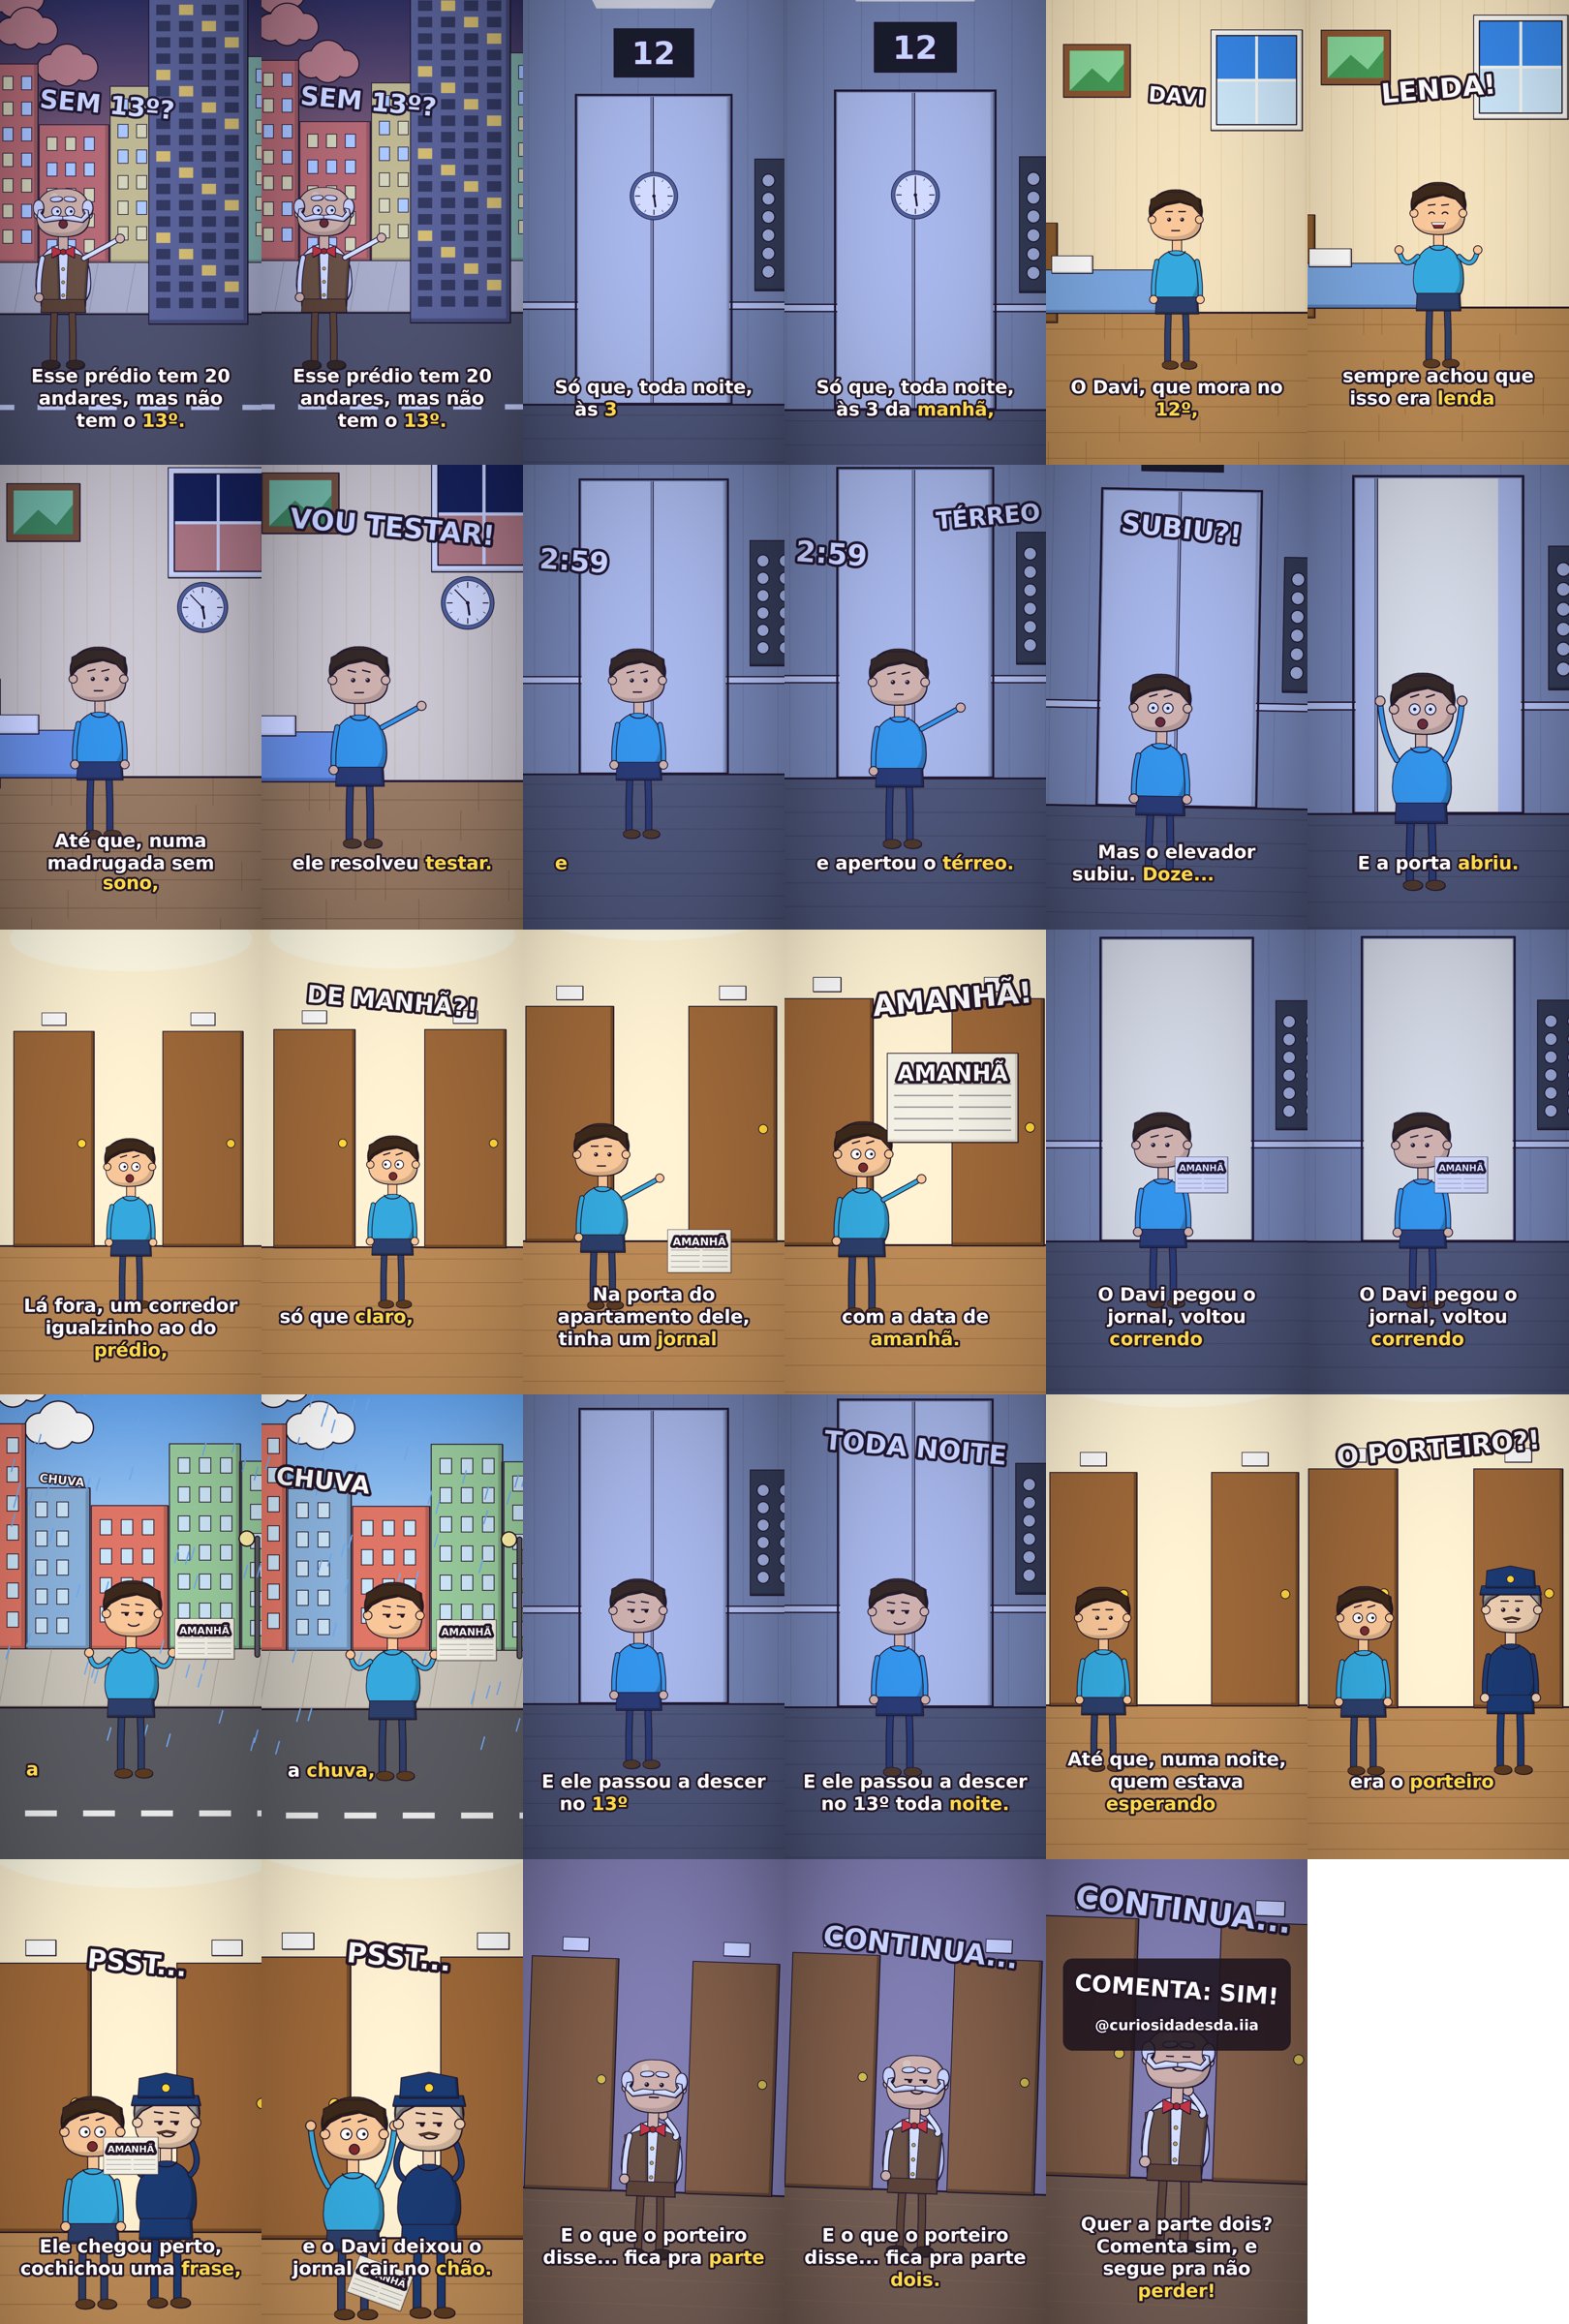 SEM 13º?
Esse prédio tem 20
andares, mas não
tem o 13º.
SEM 13º?
Esse prédio tem 20
andares, mas não
tem o 13º.
12
Só que, toda noite,
às 3
12
Só que, toda noite,
às 3 da manhã,
DAVI
O Davi, que mora no
12º,
LENDA!
sempre achou que
isso era lenda
Até que, numa
madrugada sem
sono,
VOU TESTAR!
ele resolveu testar.
2:59
e
TÉRREO
2:59
e apertou o térreo.
SUBIU?!
Mas o elevador
subiu. Doze...
E a porta abriu.
Lá fora, um corredor
igualzinho ao do
prédio,
DE MANHÃ?!
só que claro,
AMANHÃ
Na porta do
apartamento dele,
tinha um jornal
AMANHÃ!
AMANHÃ
com a data de
amanhã.
AMANHÃ
O Davi pegou o
jornal, voltou
correndo
AMANHÃ
O Davi pegou o
jornal, voltou
correndo
CHUVA
AMANHÃ
a
CHUVA
AMANHÃ
a chuva,
E ele passou a descer
no 13º
TODA NOITE
E ele passou a descer
no 13º toda noite.
Até que, numa noite,
quem estava
esperando
O PORTEIRO?!
era o porteiro
PSST...
AMANHÃ
Ele chegou perto,
cochichou uma frase,
PSST...
e o Davi deixou o
jornal cair no chão.
E o que o porteiro
disse... fica pra parte
CONTINUA...
E o que o porteiro
disse... fica pra parte
dois.
CONTINUA...
COMENTA: SIM!
@curiosidadesda.iia
Quer a parte dois?
Comenta sim, e
segue pra não
perder!